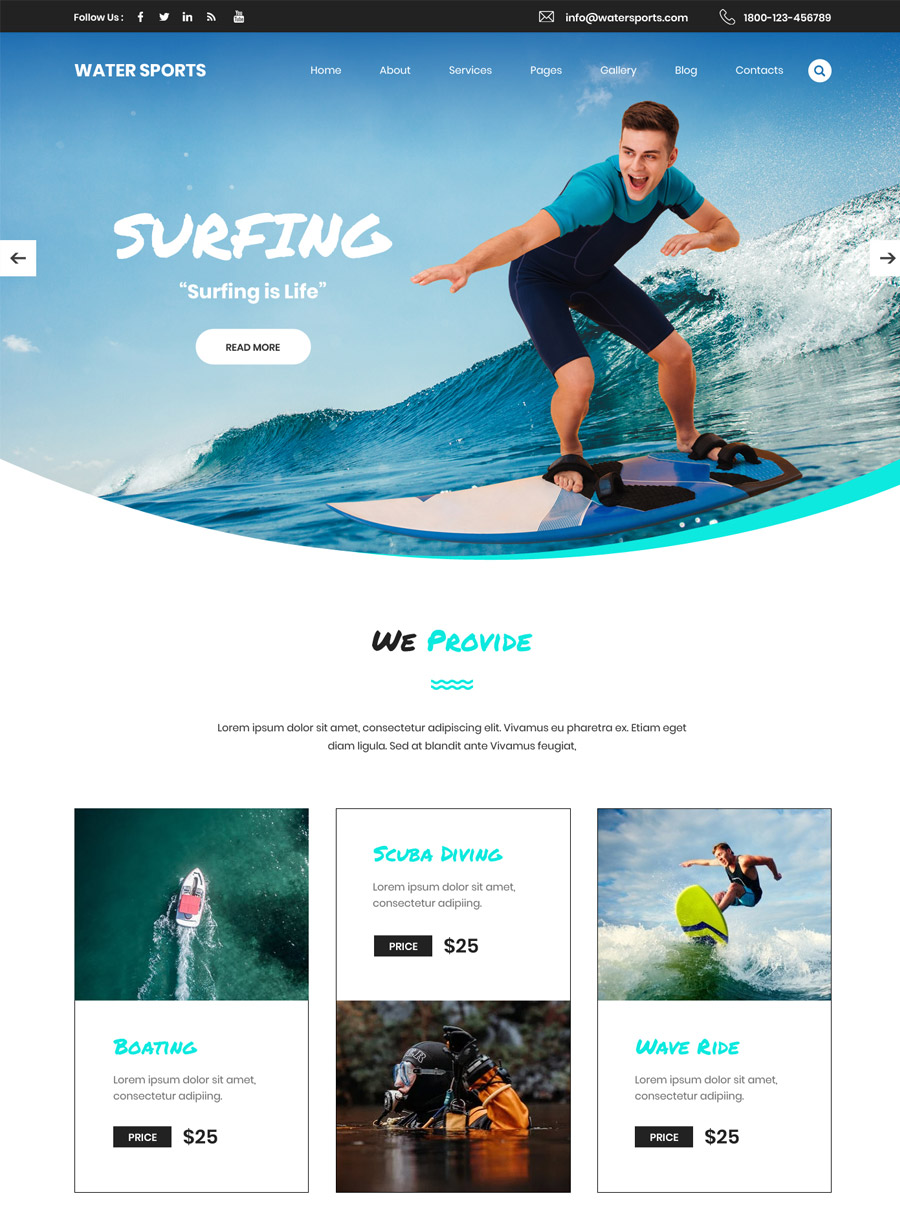 Follow Us :
info@watersports.com
1800-123-456789
WATER SPORTS
Home About Services Pages Gallery Blog Contacts
SURFING
“Surfing is Life”
READ MORE
We Provide
Lorem ipsum dolor sit amet, consectetur adipiscing elit. Vivamus eu pharetra ex. Etiam eget
diam ligula. Sed at blandit ante Vivamus feugiat,
Scuba Diving
Lorem ipsum dolor sit amet,
consectetur adipiing.
PRICE $25
Boating
Lorem ipsum dolor sit amet,
consectetur adipiing.
PRICE $25
Wave Ride
Lorem ipsum dolor sit amet,
consectetur adipiing.
PRICE $25